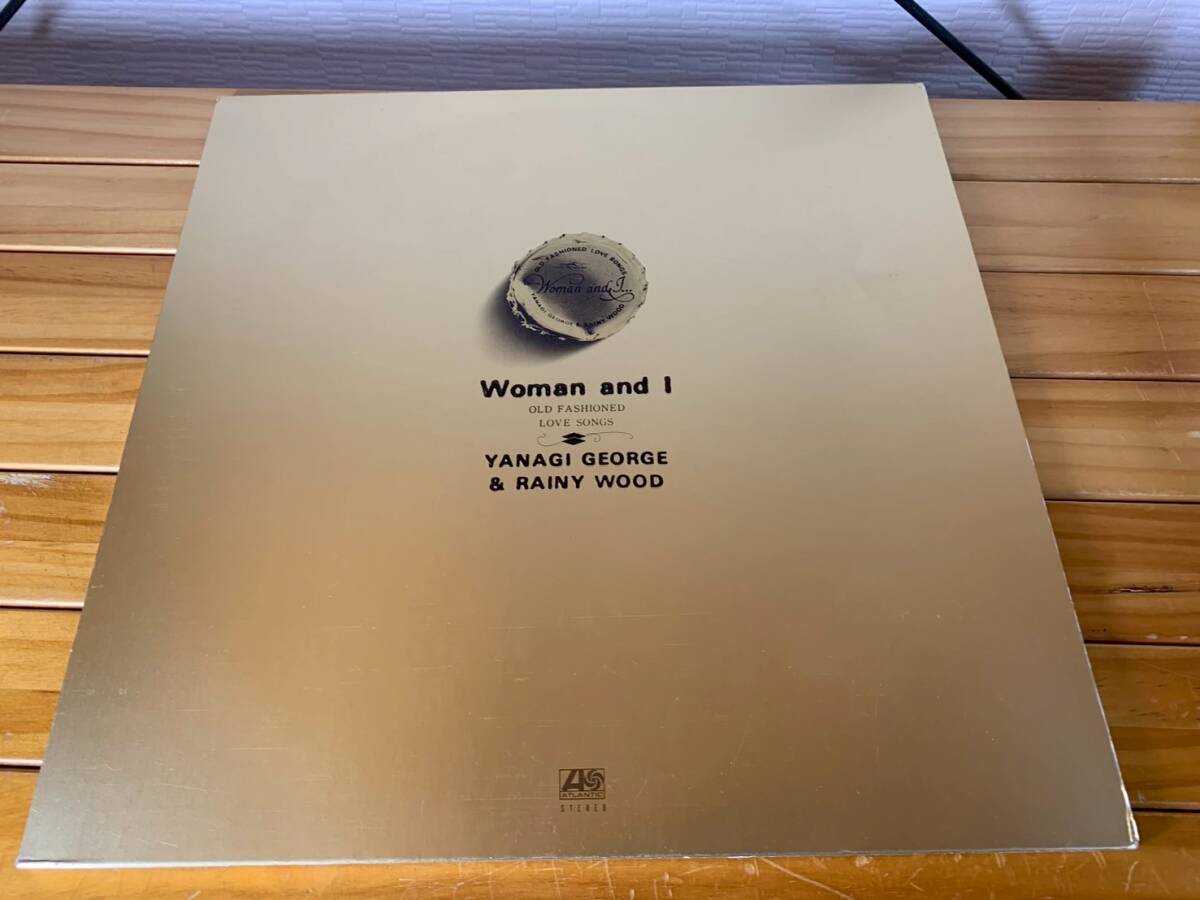 OLD FASHIONED LOVE SONGS
Woman and I...
YANAGI GEORGE & RAINY WOOD
Woman and I
OLD FASHIONED
LOVE SONGS
YANAGI GEORGE
& RAINY WOOD
ATLANTIC
STEREO